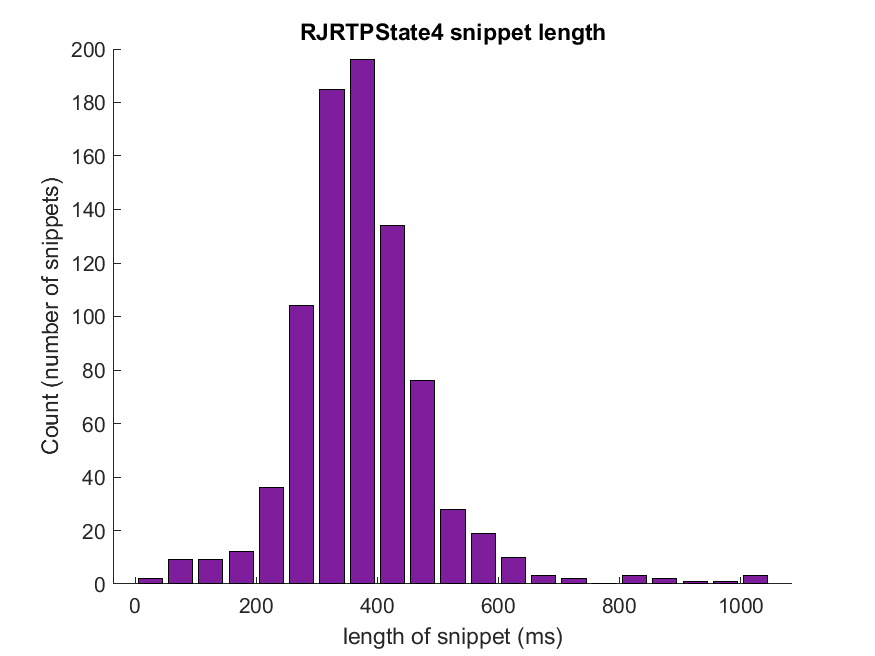 RJRTPState4 snippet length
200
180
160
140
120
100
80
60
40
20
0
Count (number of snippets)
0 200 400 600 800 1000
length of snippet (ms)